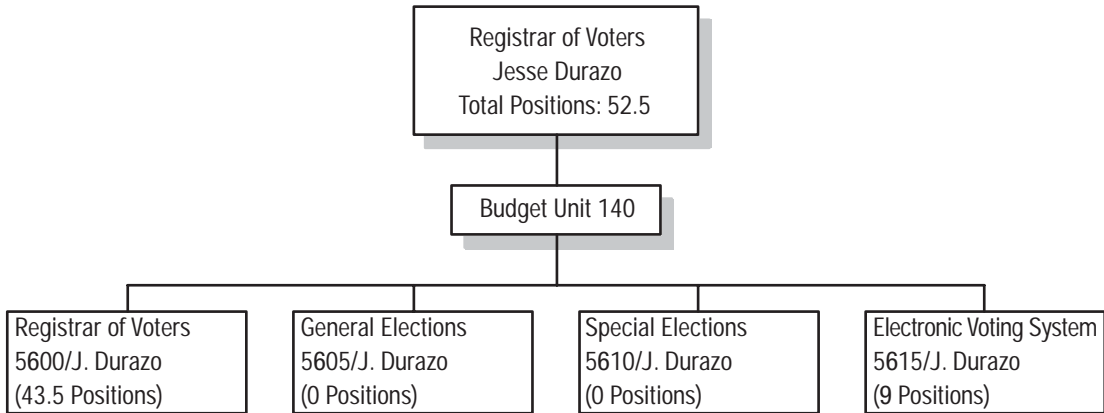 Registrar of Voters
Jesse Durazo
Total Positions: 52.5
Budget Unit 140
Registrar of Voters
5600/J. Durazo
(43.5 Positions)
General Elections
5605/J. Durazo
(0 Positions)
Special Elections
5610/J. Durazo
(0 Positions)
Electronic Voting System
5615/J. Durazo
(9 Positions)